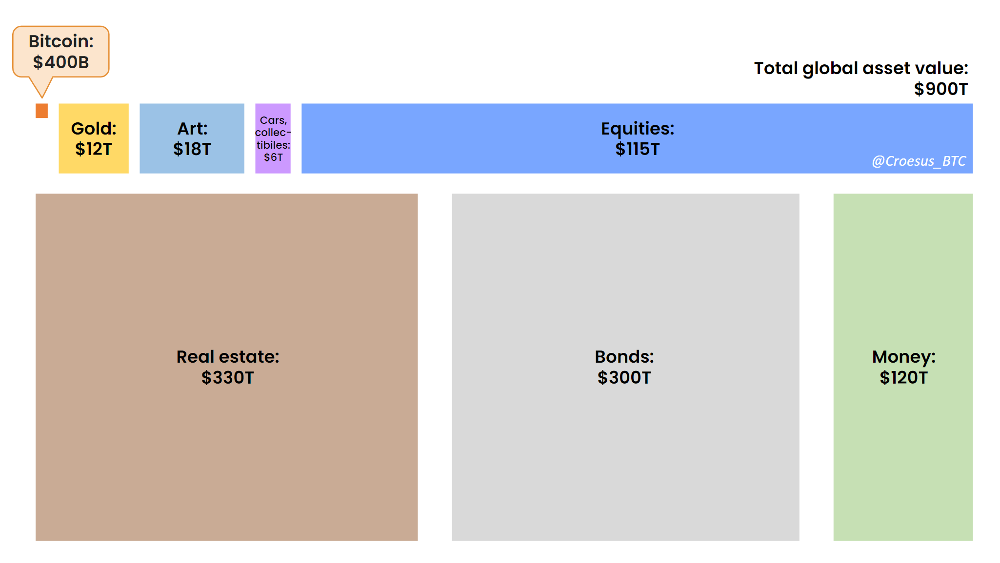 Bitcoin:
$400B
Total global asset value:
$900T
Gold:
$12T
Art:
$18T
Cars,
collec-
tibiles:
$6T
Equities:
$115T
@Croesus_BTC
Real estate:
$330T
Bonds:
$300T
Money:
$120T